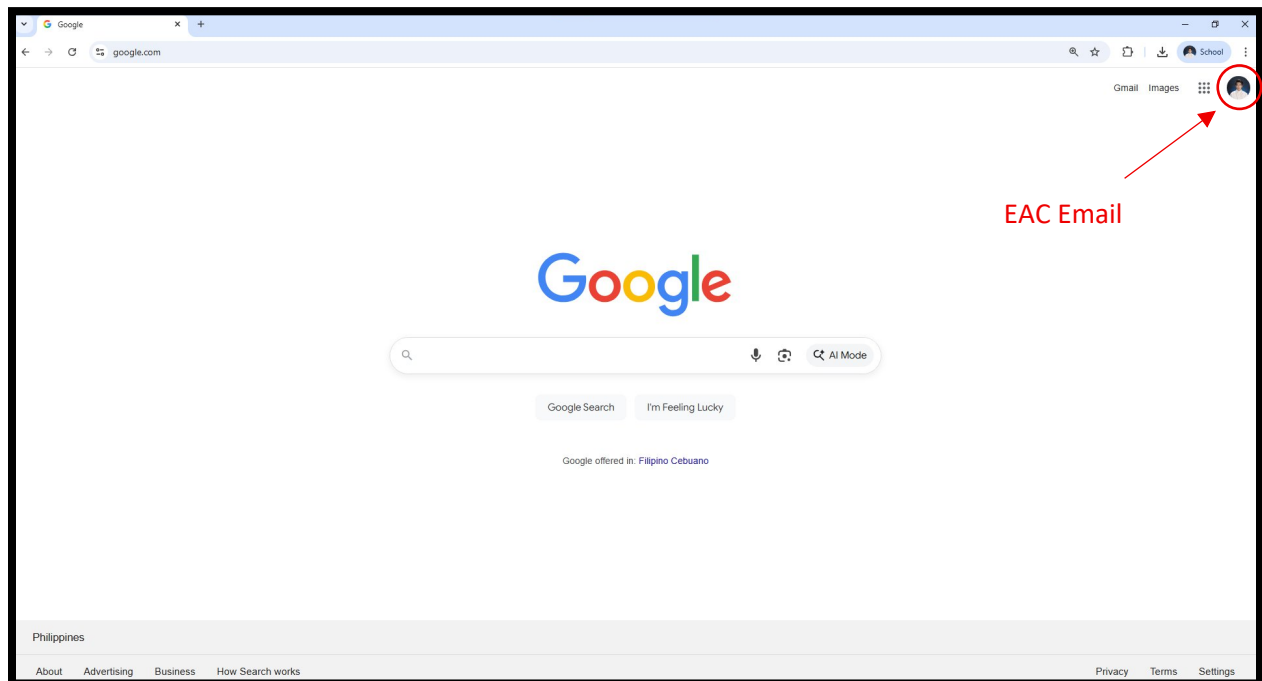 Google
google.com
School
Gmail Images
EAC Email
Google
AI Mode
Google Search I'm Feeling Lucky
Google offered in: Filipino Cebuano
Philippines
About Advertising Business How Search works Privacy Terms Settings